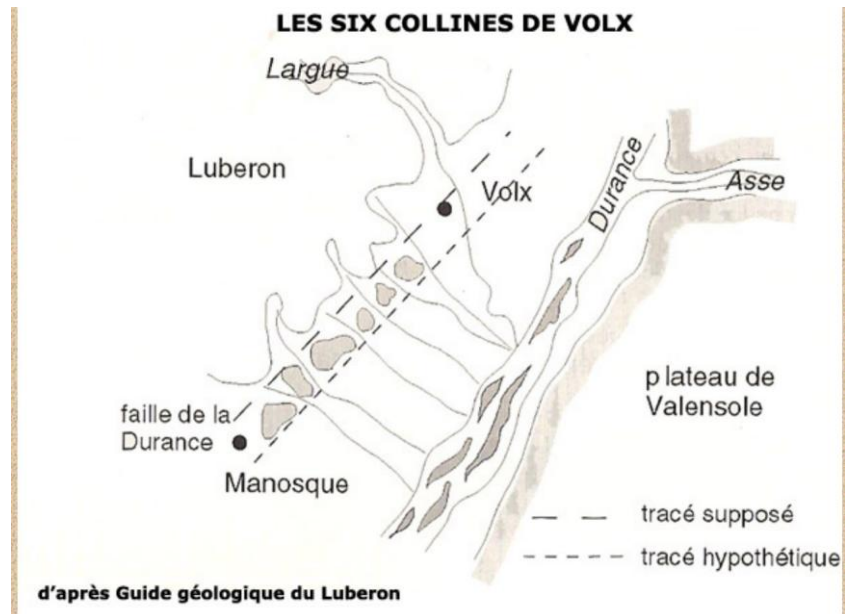 LES SIX COLLINES DE VOLX
Largue
Luberon
Volx
Durance
Asse
plateau de
Valensole
faille de la
Durance
Manosque
tracé supposé
tracé hypothétique
d'après Guide géologique du Luberon